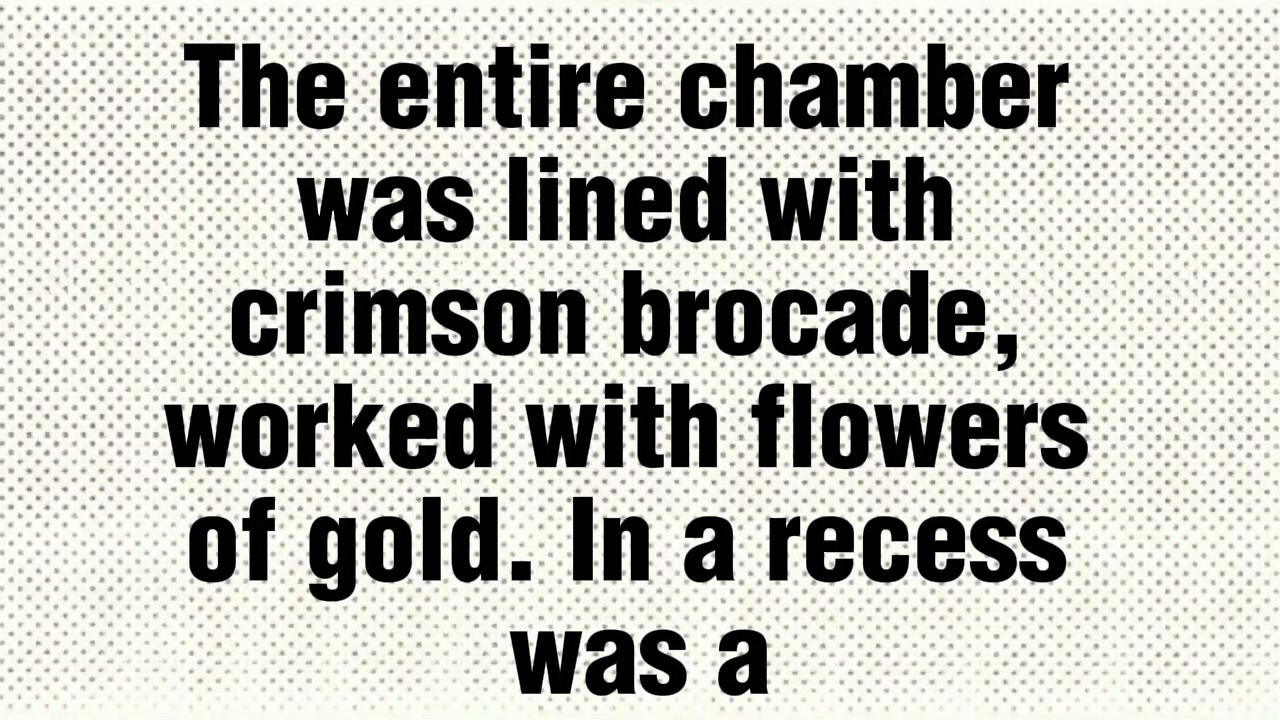 The entire chamber
was lined with
crimson brocade,
worked with flowers
of gold. In a recess
was a